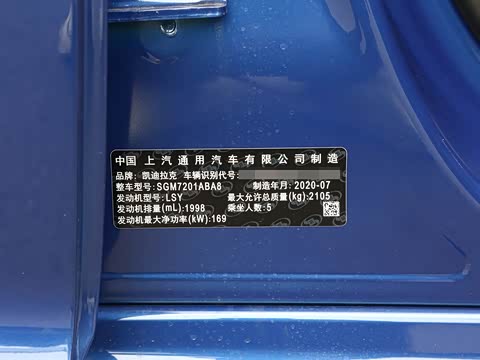 中国 上汽通用汽车有限公司制造
品牌: 凯迪拉克 车辆识别代号:
整车型号:SGM7201ABA8 制造年月: 2020-07
发动机型号:LSY 最大允许总质量(kg):2105
发动机排量(mL):1998 乘坐人数:5
发动机最大净功率(kW):169